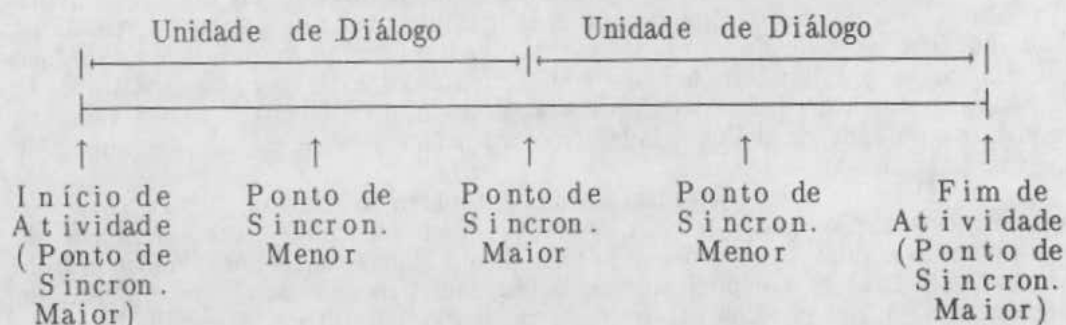 Unidade de Diálogo Unidade de Diálogo
Início de Atividade (Ponto de Sincron. Maior)
Ponto de Sincron. Menor
Ponto de Sincron. Maior
Ponto de Sincron. Menor
Fim de Atividade (Ponto de Sincron. Maior)